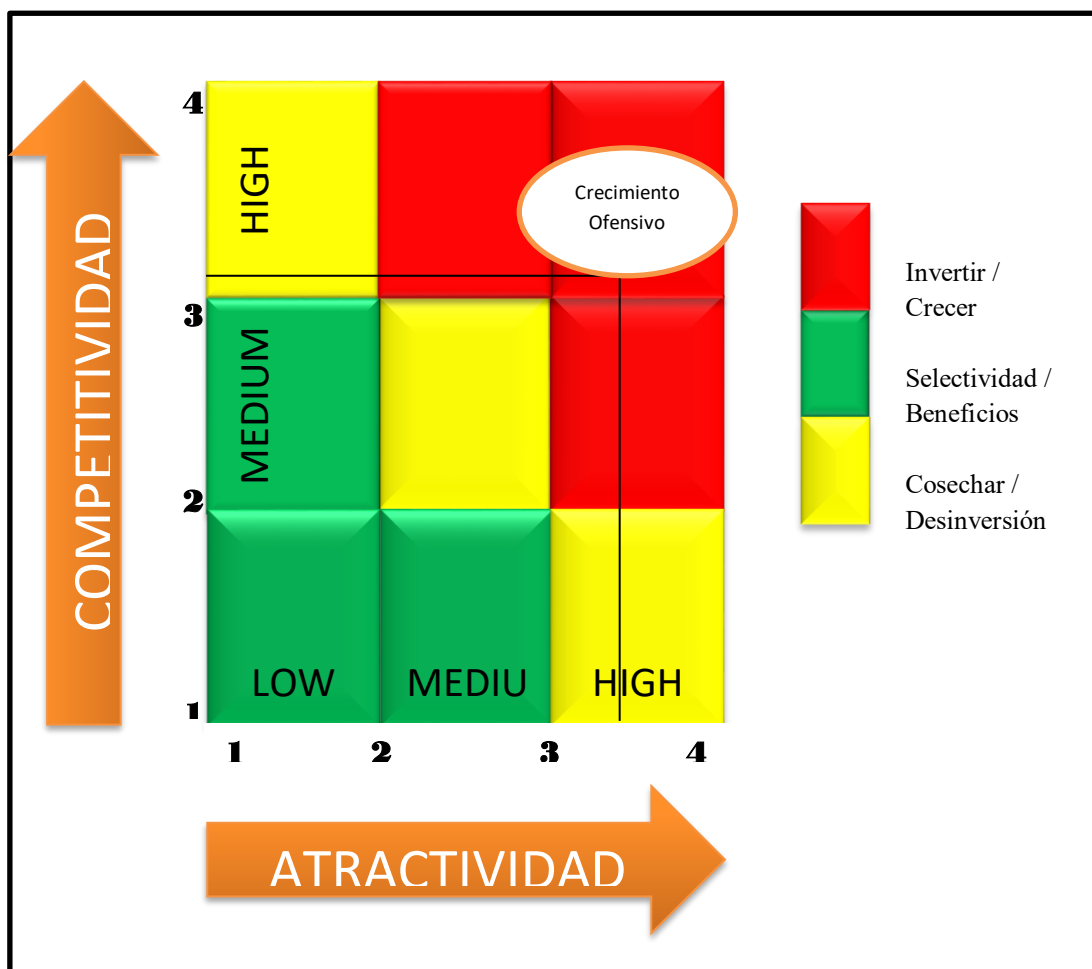 COMPETITIVIDAD
4
3
2
1
HIGH
MEDIUM
LOW
MEDIU
HIGH
Crecimiento
Ofensivo
1
2
3
4
ATRACTIVIDAD
Invertir /
Crecer
Selectividad /
Beneficios
Cosechar /
Desinversión